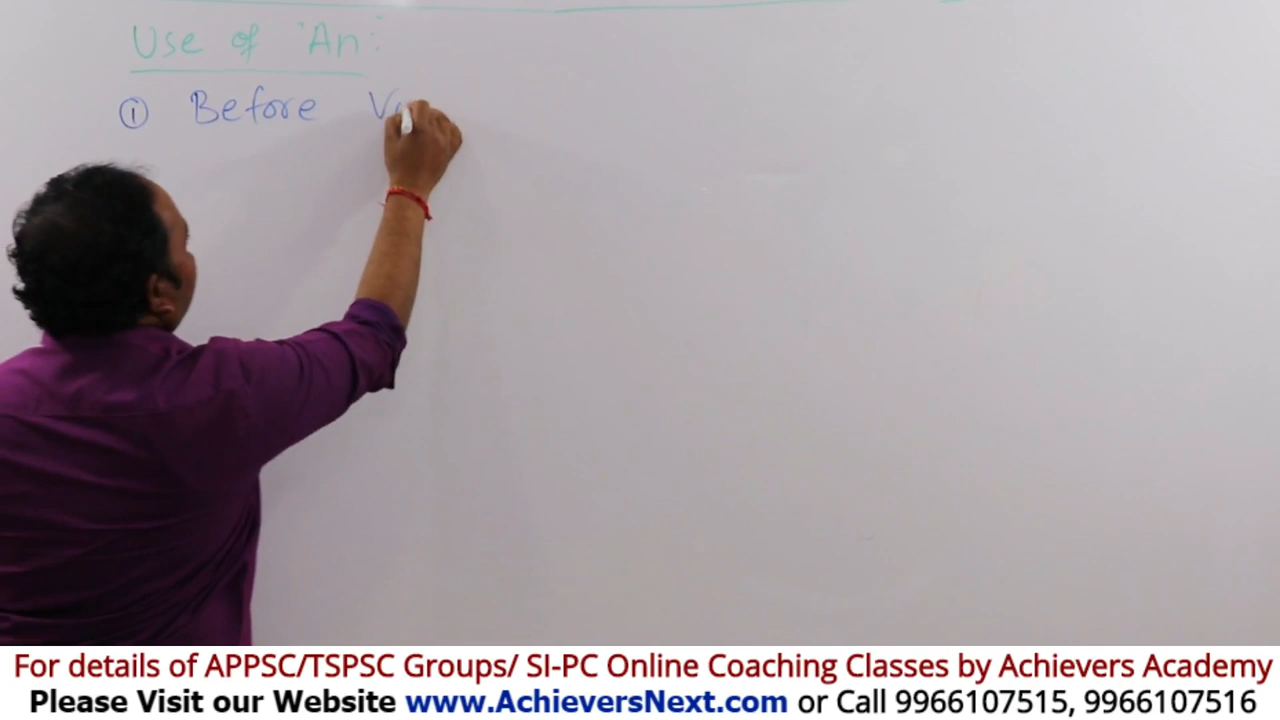 Use of 'An':
① Before
For details of APPSC/TSPSC Groups/ SI-PC Online Coaching Classes by Achievers Academy
Please Visit our Website www.AchieversNext.com or Call 9966107515, 9966107516